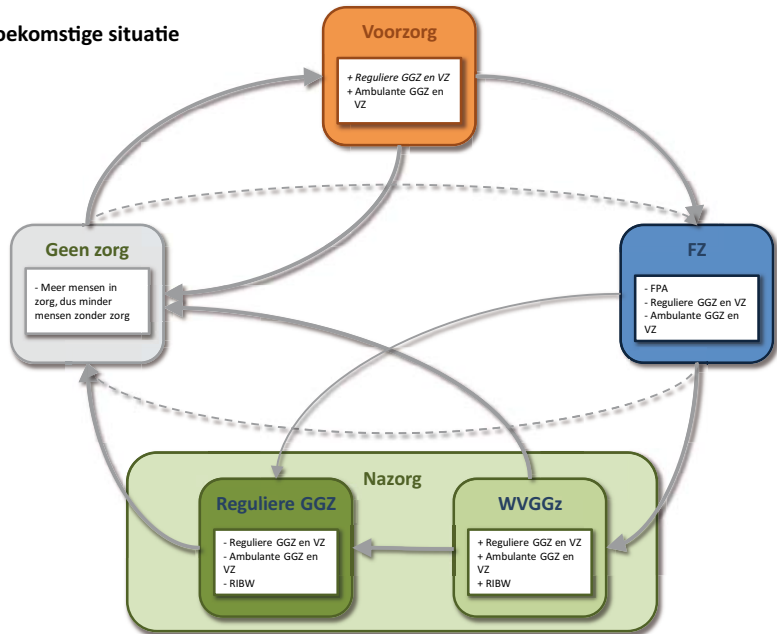 oekomstige situatie
Voorzorg
+ Reguliere GGZ en VZ
+ Ambulante GGZ en
VZ
Geen zorg
- Meer mensen in
zorg, dus minder
mensen zonder zorg
FZ
- FPA
- Reguliere GGZ en VZ
- Ambulante GGZ en
VZ
Nazorg
Reguliere GGZ
- Reguliere GGZ en VZ
- Ambulante GGZ en
VZ
- RIBW
WVGGz
+ Reguliere GGZ en VZ
+ Ambulante GGZ en
VZ
+ RIBW